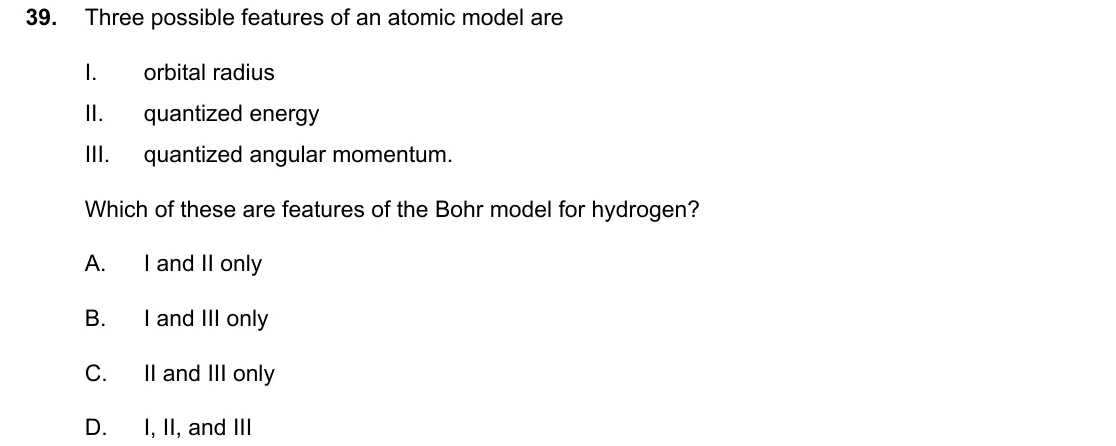 39. Three possible features of an atomic model are
I. orbital radius
II. quantized energy
III. quantized angular momentum.
Which of these are features of the Bohr model for hydrogen?
A. I and II only
B. I and III only
C. II and III only
D. I, II, and III